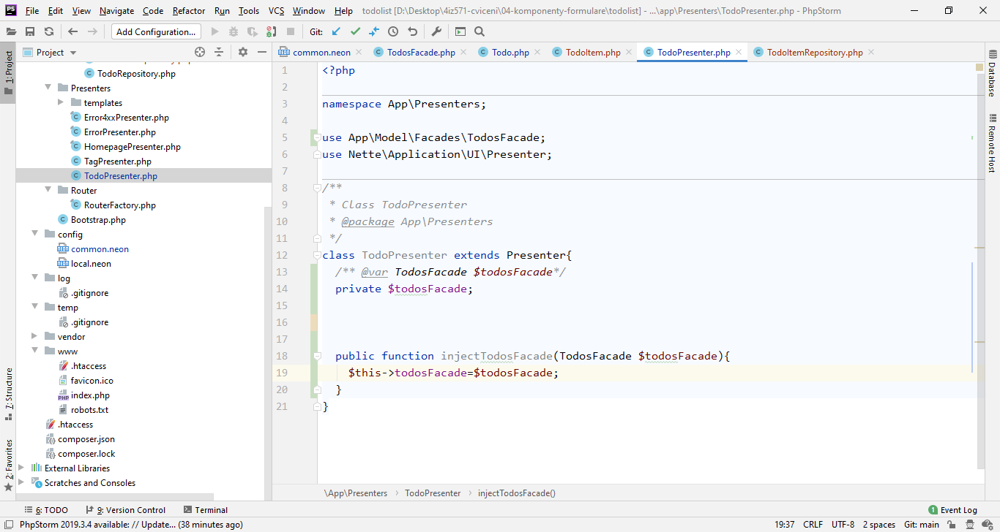 PS File Edit View Navigate Code Refactor Run Tools VCS Window Help todolist [D:\Desktop\4iz571-cviceni\04-komponenty-formulare\todolist] - ...\app\Presenters\TodoPresenter.php - PhpStorm
Add Configuration... Git:
1: Project
7: Structure
2: Favorites
Project
TodoRepository.php
Presenters
templates
Error4xxPresenter.php
ErrorPresenter.php
HomepagePresenter.php
TagPresenter.php
TodoPresenter.php
Router
RouterFactory.php
Bootstrap.php
config
common.neon
local.neon
log
.gitignore
temp
.gitignore
vendor
www
.htaccess
favicon.ico
index.php
robots.txt
.htaccess
composer.json
composer.lock
External Libraries
Scratches and Consoles
common.neon TodosFacade.php Todo.php TodoItem.php TodoPresenter.php TodoItemRepository.php
1 <?php
2
3 namespace App\Presenters;
4
5 use App\Model\Facades\TodosFacade;
6 use Nette\Application\UI\Presenter;
7
8 /**
9 * Class TodoPresenter
10 * @package App\Presenters
11 */
12 class TodoPresenter extends Presenter{
13 /** @var TodosFacade $todosFacade*/
14 private $todosFacade;
15
16
17
18 public function injectTodosFacade(TodosFacade $todosFacade){
19 $this->todosFacade=$todosFacade;
20 }
21 }
\App\Presenters › TodoPresenter › injectTodosFacade()
Database
Remote Host
6: TODO 9: Version Control Terminal 1 Event Log
PhpStorm 2019.3.4 available: // Update... (38 minutes ago) 19:37 CRLF UTF-8 2 spaces Git: main